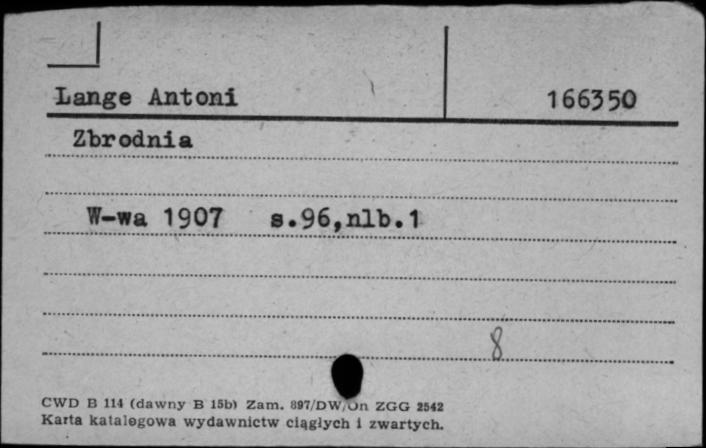 Lange Antoni 166350
Zbrodnia
W-wa 1907 s.96,nlb.1
8
CWD B 114 (dawny B 15b) Zam. 897/DW/On ZGG 2542
Karta katalogowa wydawnictw ciągłych i zwartych.